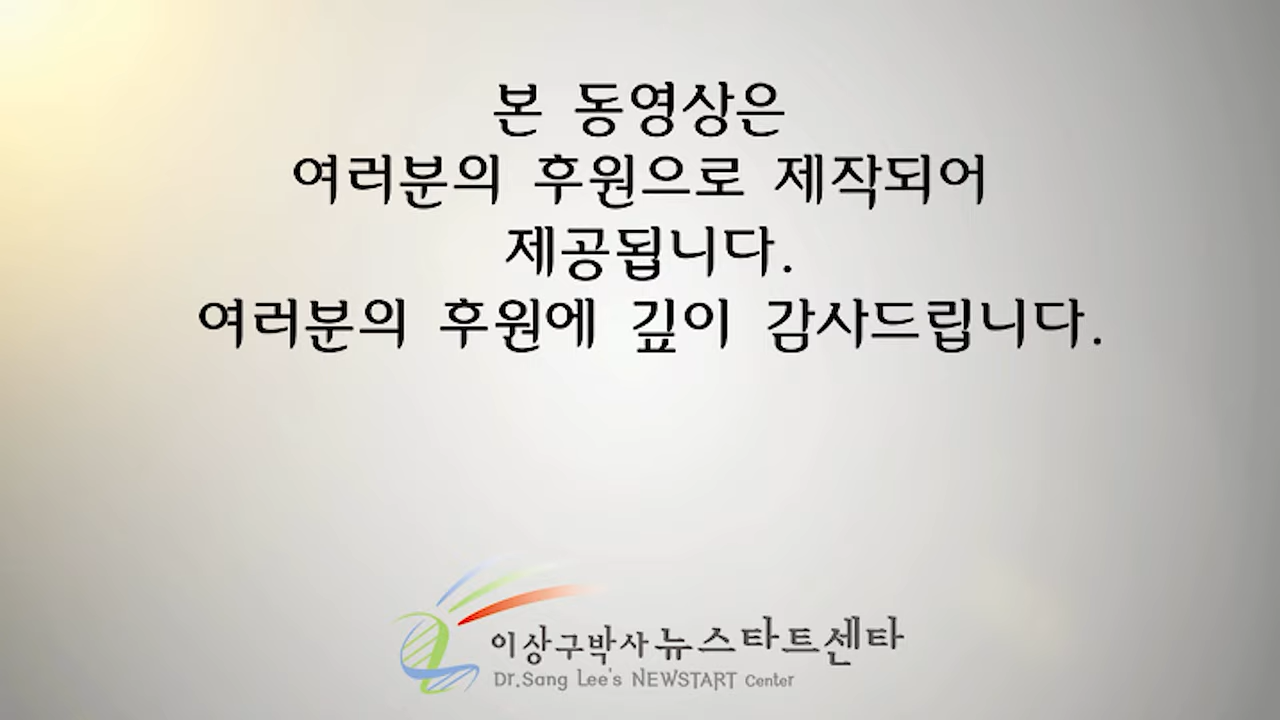 본 동영상은
여러분의 후원으로 제작되어
제공됩니다.
여러분의 후원에 깊이 감사드립니다.
이상구박사 뉴스타트센타
Dr.Sang Lee's NEWSTART Center